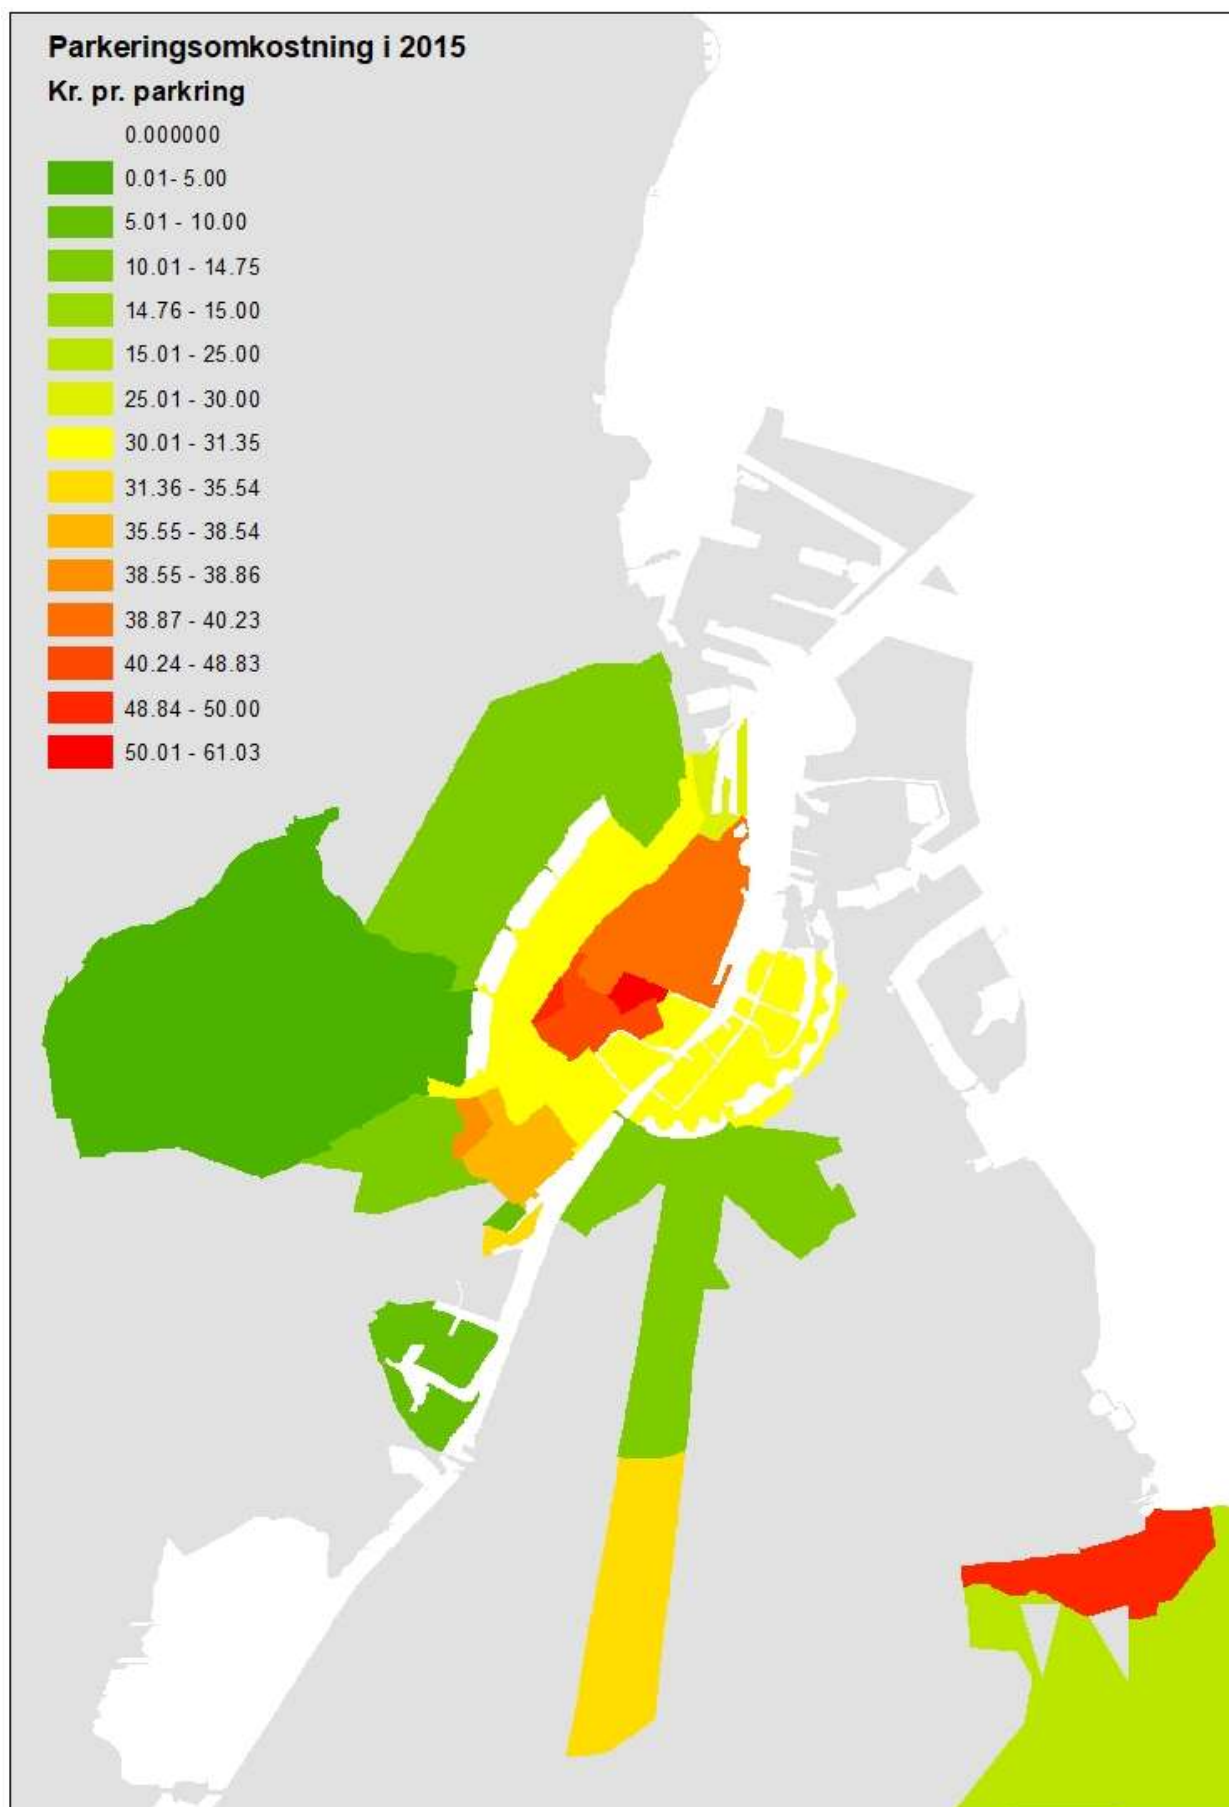 Parkeringsomkostning i 2015
Kr. pr. parkring
0.000000
0.01- 5.00
5.01 - 10.00
10.01 - 14.75
14.76 - 15.00
15.01 - 25.00
25.01 - 30.00
30.01 - 31.35
31.36 - 35.54
35.55 - 38.54
38.55 - 38.86
38.87 - 40.23
40.24 - 48.83
48.84 - 50.00
50.01 - 61.03